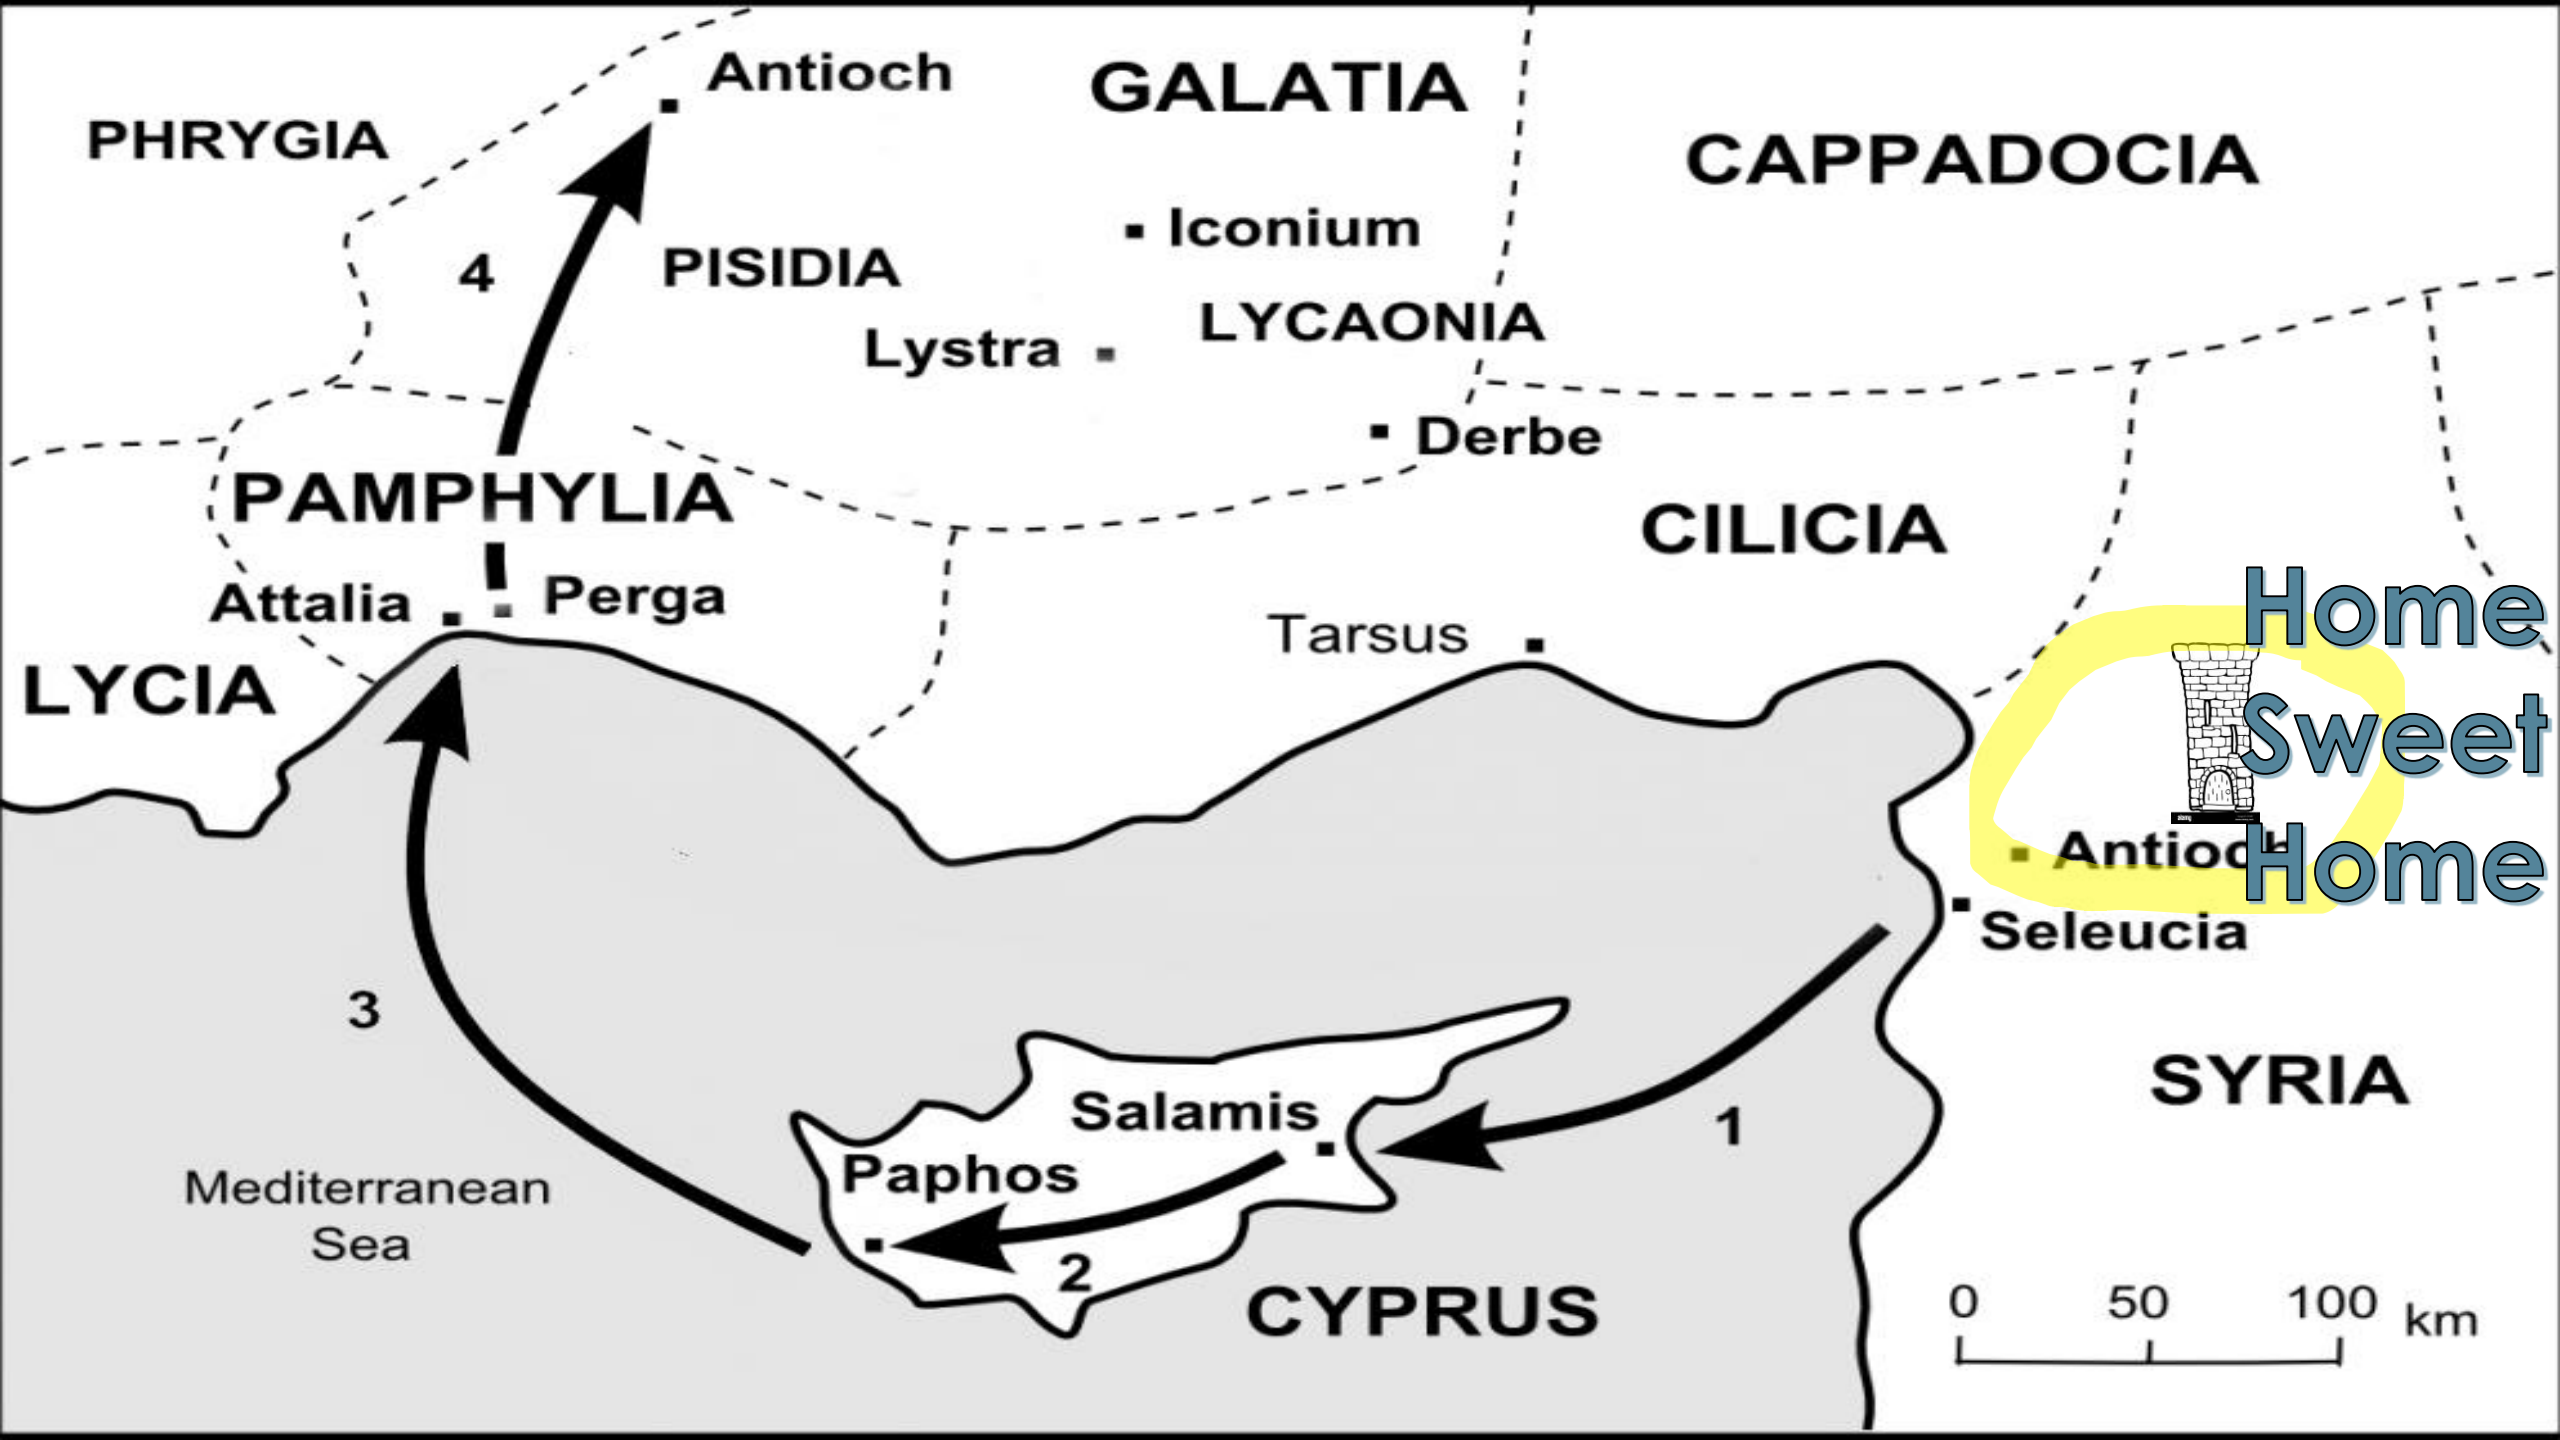 Antioch
GALATIA
PHRYGIA
CAPPADOCIA
Iconium
4
PISIDIA
LYCAONIA
Lystra
Derbe
PAMPHYLIA
CILICIA
Attalia
Perga
Tarsus
Home
Sweet
Home
LYCIA
Antioch
Seleucia
3
SYRIA
Salamis
1
Paphos
Mediterranean
Sea
2
CYPRUS
0 50 100 km